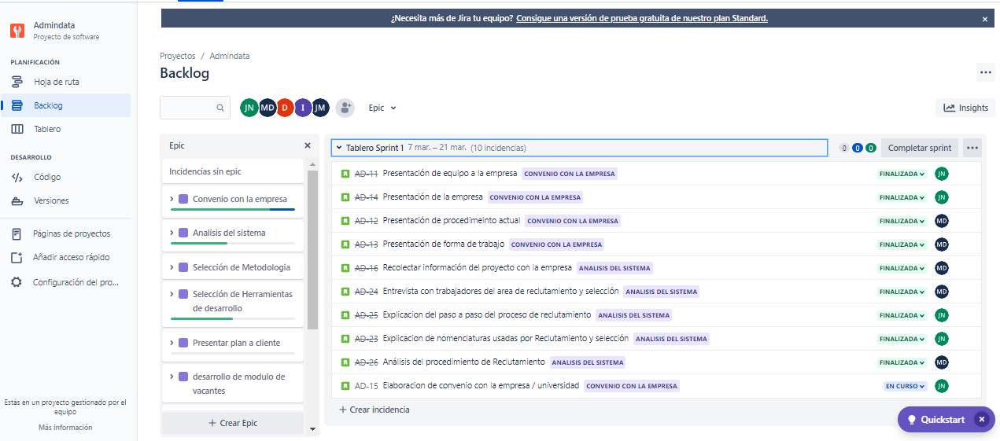 ¿Necesita más de Jira tu equipo? Consigue una versión de prueba gratuita de nuestro plan Standard.
Admindata
Proyecto de software
PLANIFICACIÓN
Hoja de ruta
Backlog
Tablero
DESARROLLO
Código
Versiones
Páginas de proyectos
Añadir acceso rápido
Configuración del pro...
Estás en un proyecto gestionado por el
equipo
Más información
Proyectos / Admindata
Backlog
JN MD D I JM Epic
Insights
Epic
Incidencias sin epic
Convenio con la empresa
Analisis del sistema
Selección de Metodologia
Selección de Herramientas
de desarrollo
Presentar plan a cliente
desarrollo de modulo de
vacantes
+ Crear Epic
Tablero Sprint 1 7 mar. – 21 mar. (10 incidencias) 0 0 0 Completar sprint
AD-11 Presentación de equipo a la empresa CONVENIO CON LA EMPRESA FINALIZADA JN
AD-14 Presentación de la empresa CONVENIO CON LA EMPRESA FINALIZADA JN
AD-12 Presentación de procedimeinto actual CONVENIO CON LA EMPRESA FINALIZADA MD
AD-13 Presentación de forma de trabajo CONVENIO CON LA EMPRESA FINALIZADA MD
AD-16 Recolectar información del proyecto con la empresa ANALISIS DEL SISTEMA FINALIZADA MD
AD-24 Entrevista con trabajadores del area de reclutamiento y selección ANALISIS DEL SISTEMA FINALIZADA MD
AD-25 Explicacion del paso a paso del proceso de reclutamiento ANALISIS DEL SISTEMA FINALIZADA JN
AD-23 Explicacion de nomenclaturas usadas por Reclutamiento y selección ANALISIS DEL SISTEMA FINALIZADA JN
AD-26 Análisis del procedimiento de Reclutamiento ANALISIS DEL SISTEMA FINALIZADA MD
AD-15 Elaboracion de convenio con la empresa / universidad CONVENIO CON LA EMPRESA EN CURSO JN
+ Crear incidencia
Quickstart